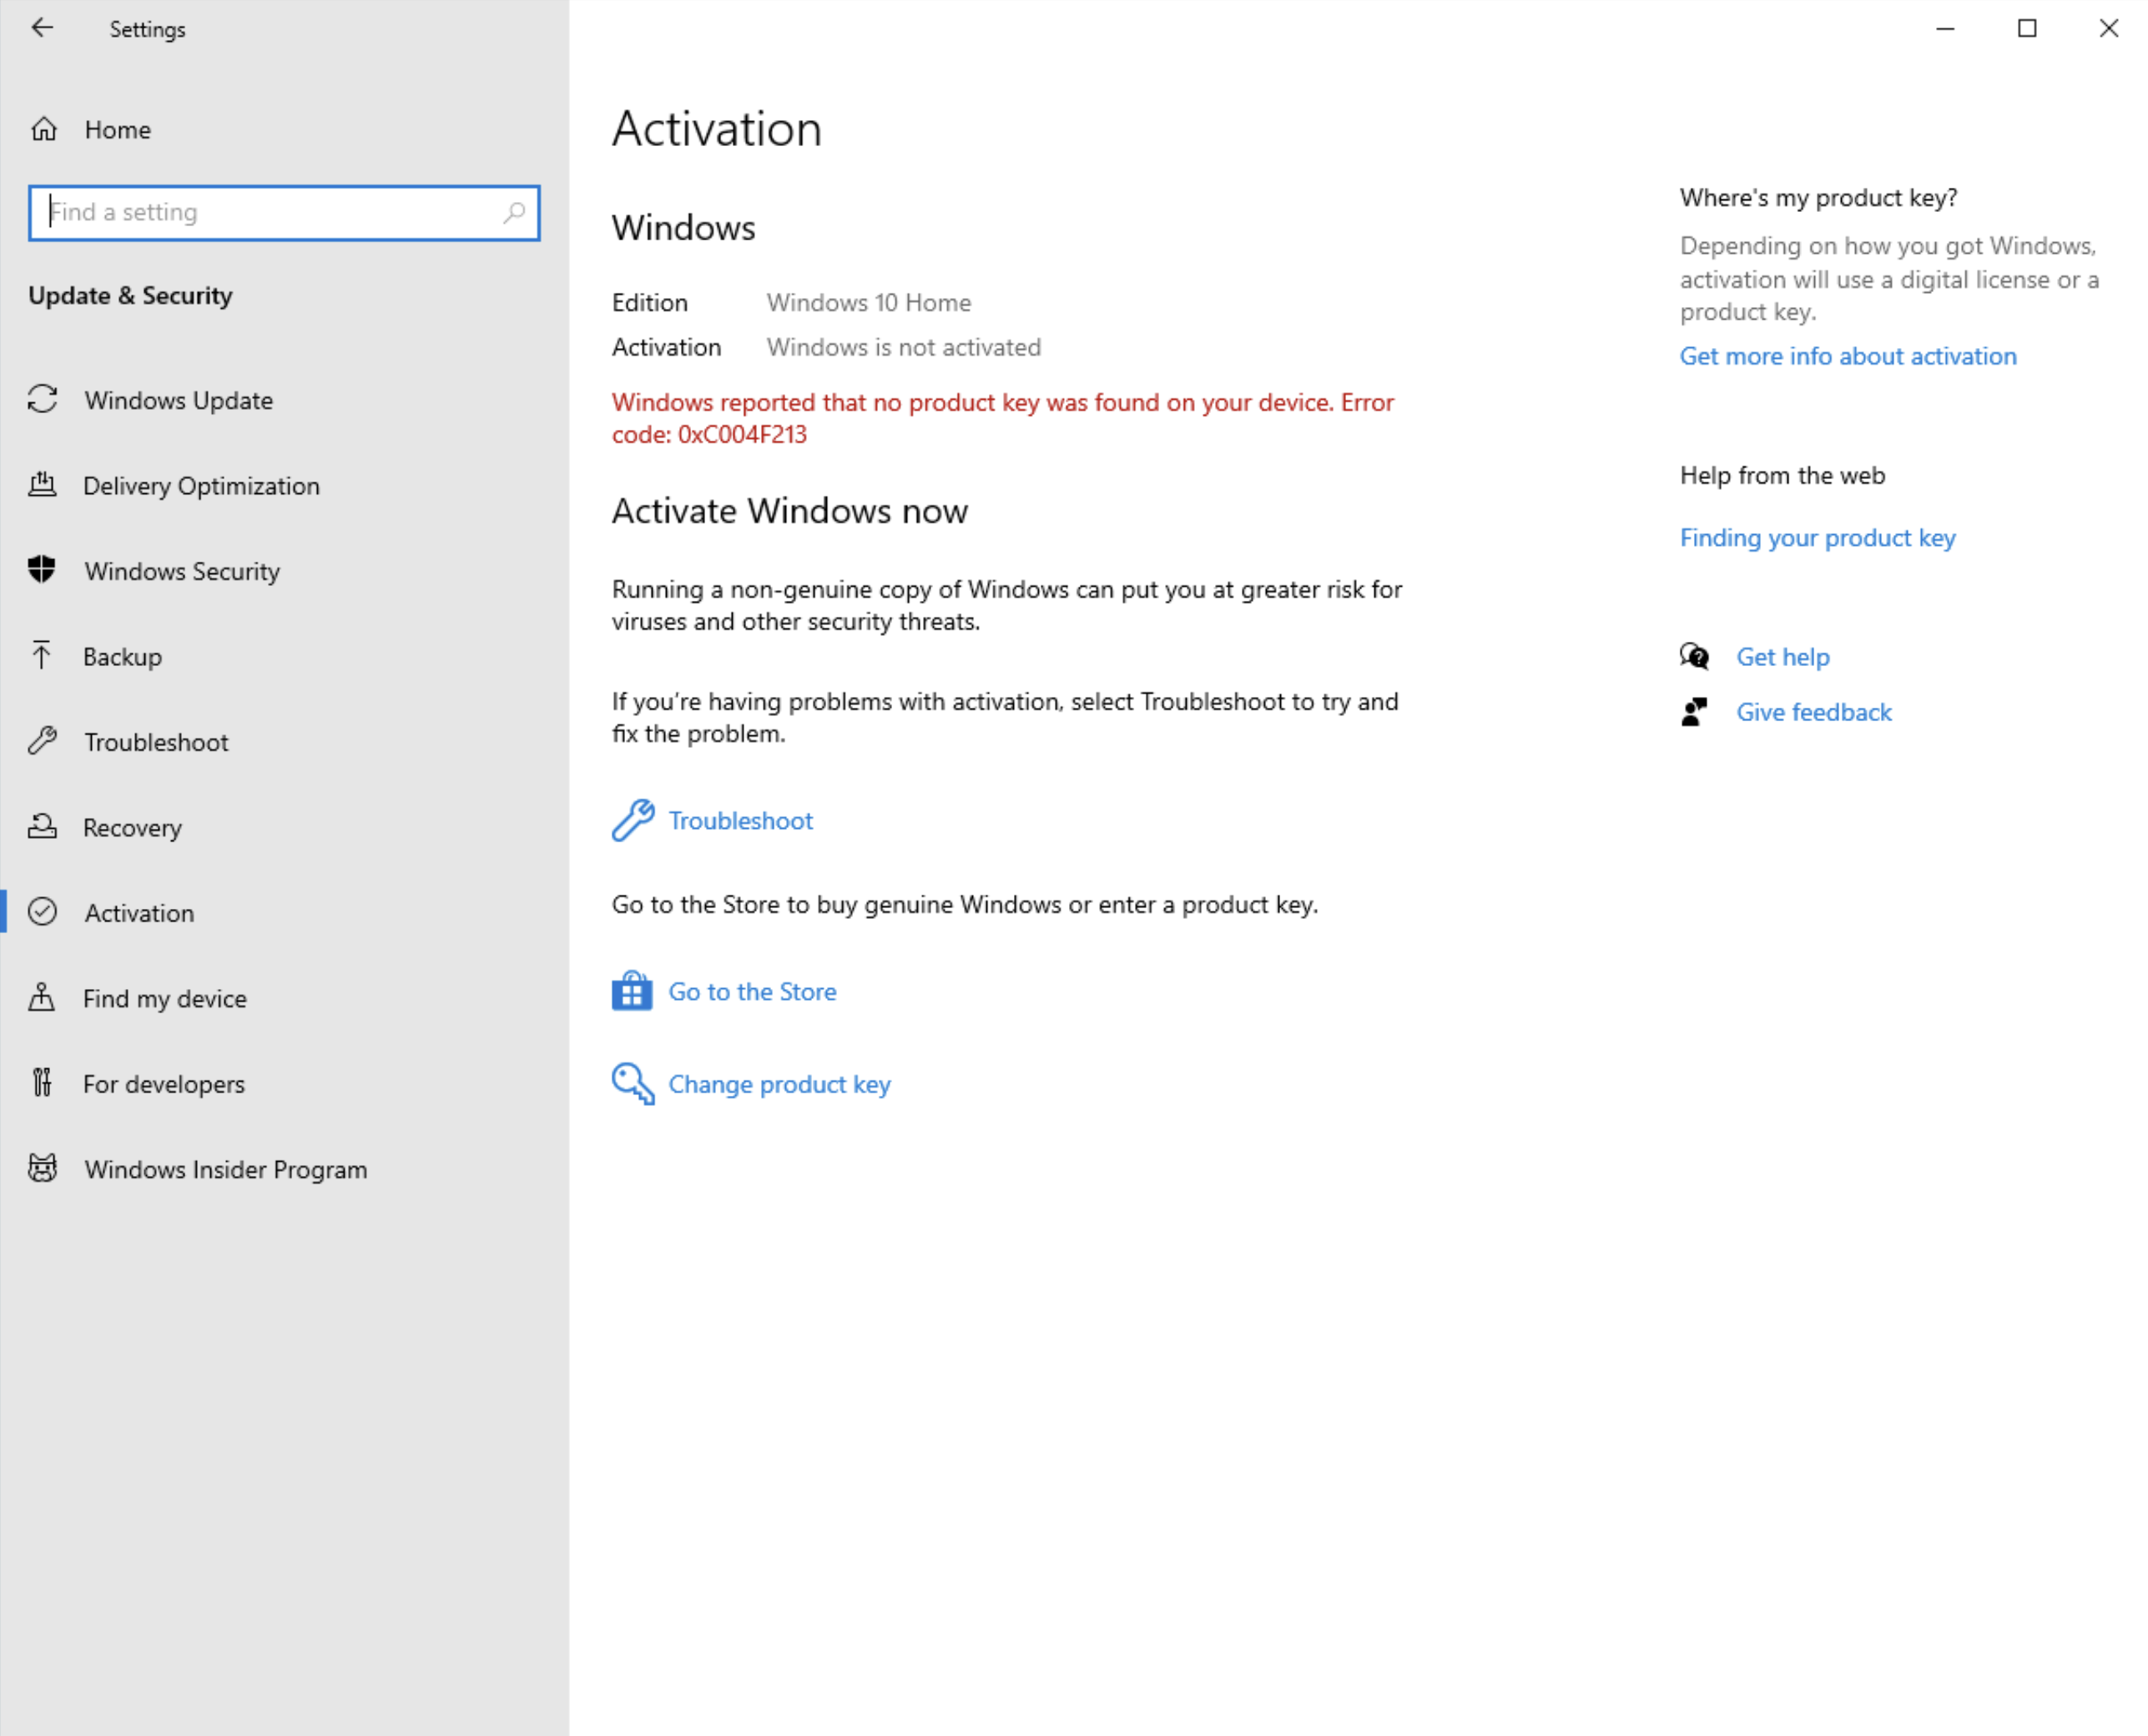 Settings
Home
Find a setting
Update & Security
Windows Update
Delivery Optimization
Windows Security
Backup
Troubleshoot
Recovery
Activation
Find my device
For developers
Windows Insider Program
Activation
Windows
Edition Windows 10 Home
Activation Windows is not activated
Windows reported that no product key was found on your device. Error
code: 0xC004F213
Activate Windows now
Running a non-genuine copy of Windows can put you at greater risk for
viruses and other security threats.
If you're having problems with activation, select Troubleshoot to try and
fix the problem.
Troubleshoot
Go to the Store to buy genuine Windows or enter a product key.
Go to the Store
Change product key
Where's my product key?
Depending on how you got Windows,
activation will use a digital license or a
product key.
Get more info about activation
Help from the web
Finding your product key
Get help
Give feedback